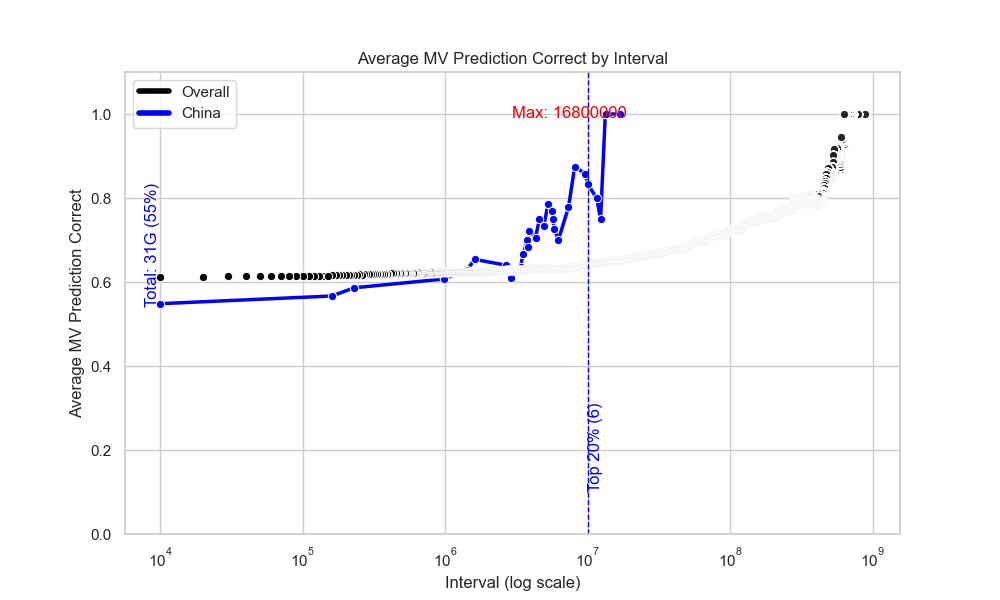 Average MV Prediction Correct by Interval
Overall
China
Max: 16800000
Total: 31G (55%)
Top 20% (6)
Average MV Prediction Correct
1.0
0.8
0.6
0.4
0.2
0.0
10^4
10^5
10^6
10^7
10^8
10^9
Interval (log scale)